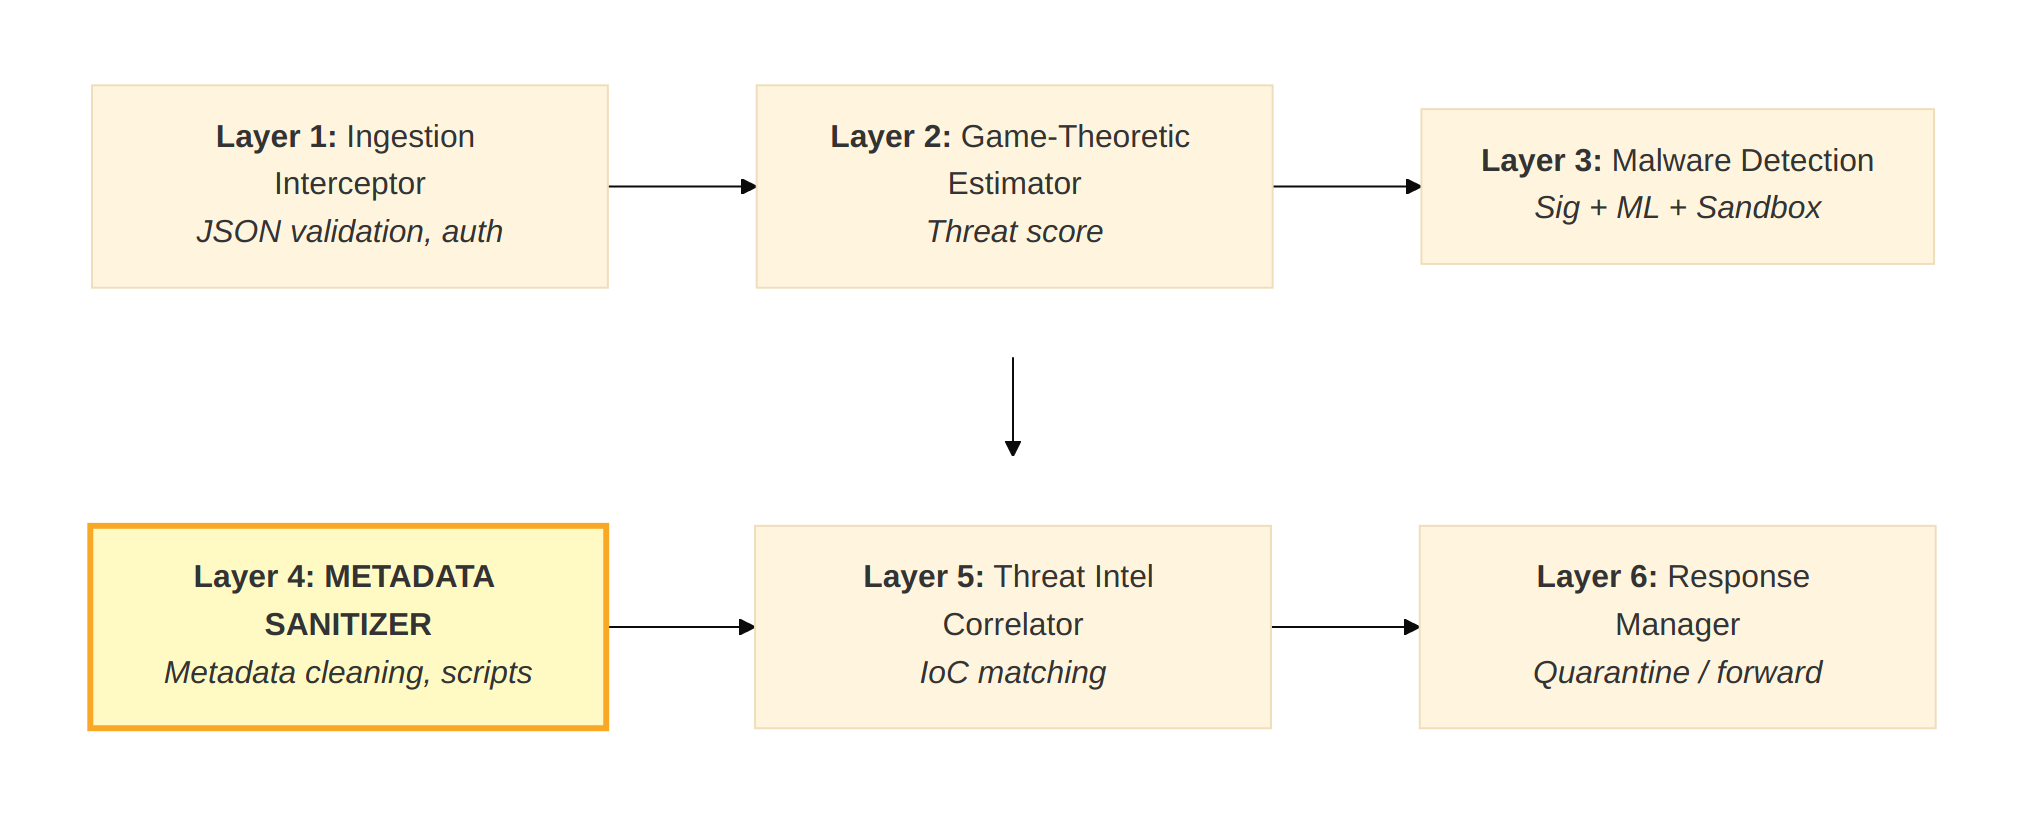 Layer 1: Ingestion
Interceptor
JSON validation, auth
Layer 2: Game-Theoretic
Estimator
Threat score
Layer 3: Malware Detection
Sig + ML + Sandbox
Layer 4: METADATA
SANITIZER
Metadata cleaning, scripts
Layer 5: Threat Intel
Correlator
IoC matching
Layer 6: Response
Manager
Quarantine / forward